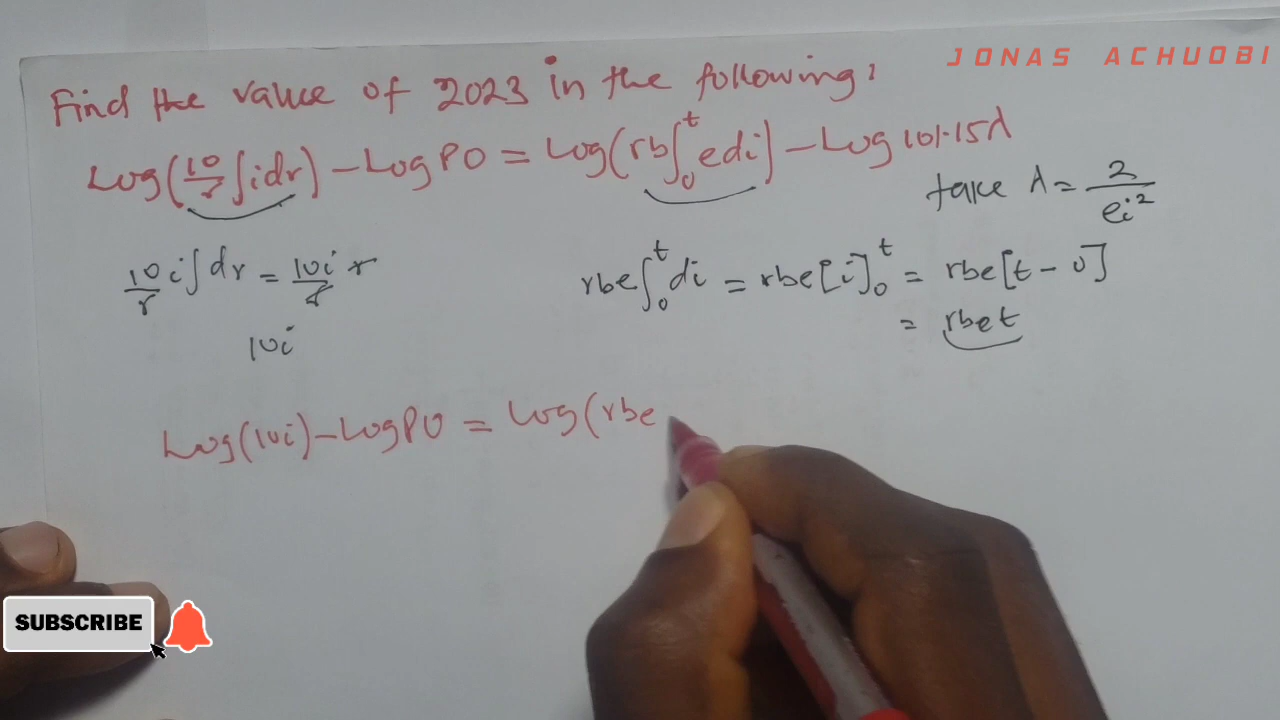 JONAS ACHUOBI
Find the value of 2023 in the following:
Log(10/r ∫idr) - Log PO = Log(rb∫₀ᵗ edi) - Log 101.15λ
take λ = 2/ei²
10/r i∫dr = 10i/r r
10i
rbe∫₀ᵗ di = rbe[i]₀ᵗ = rbe[t - 0]
= rbet
Log(10i) - Log PO = Log(rbe
SUBSCRIBE